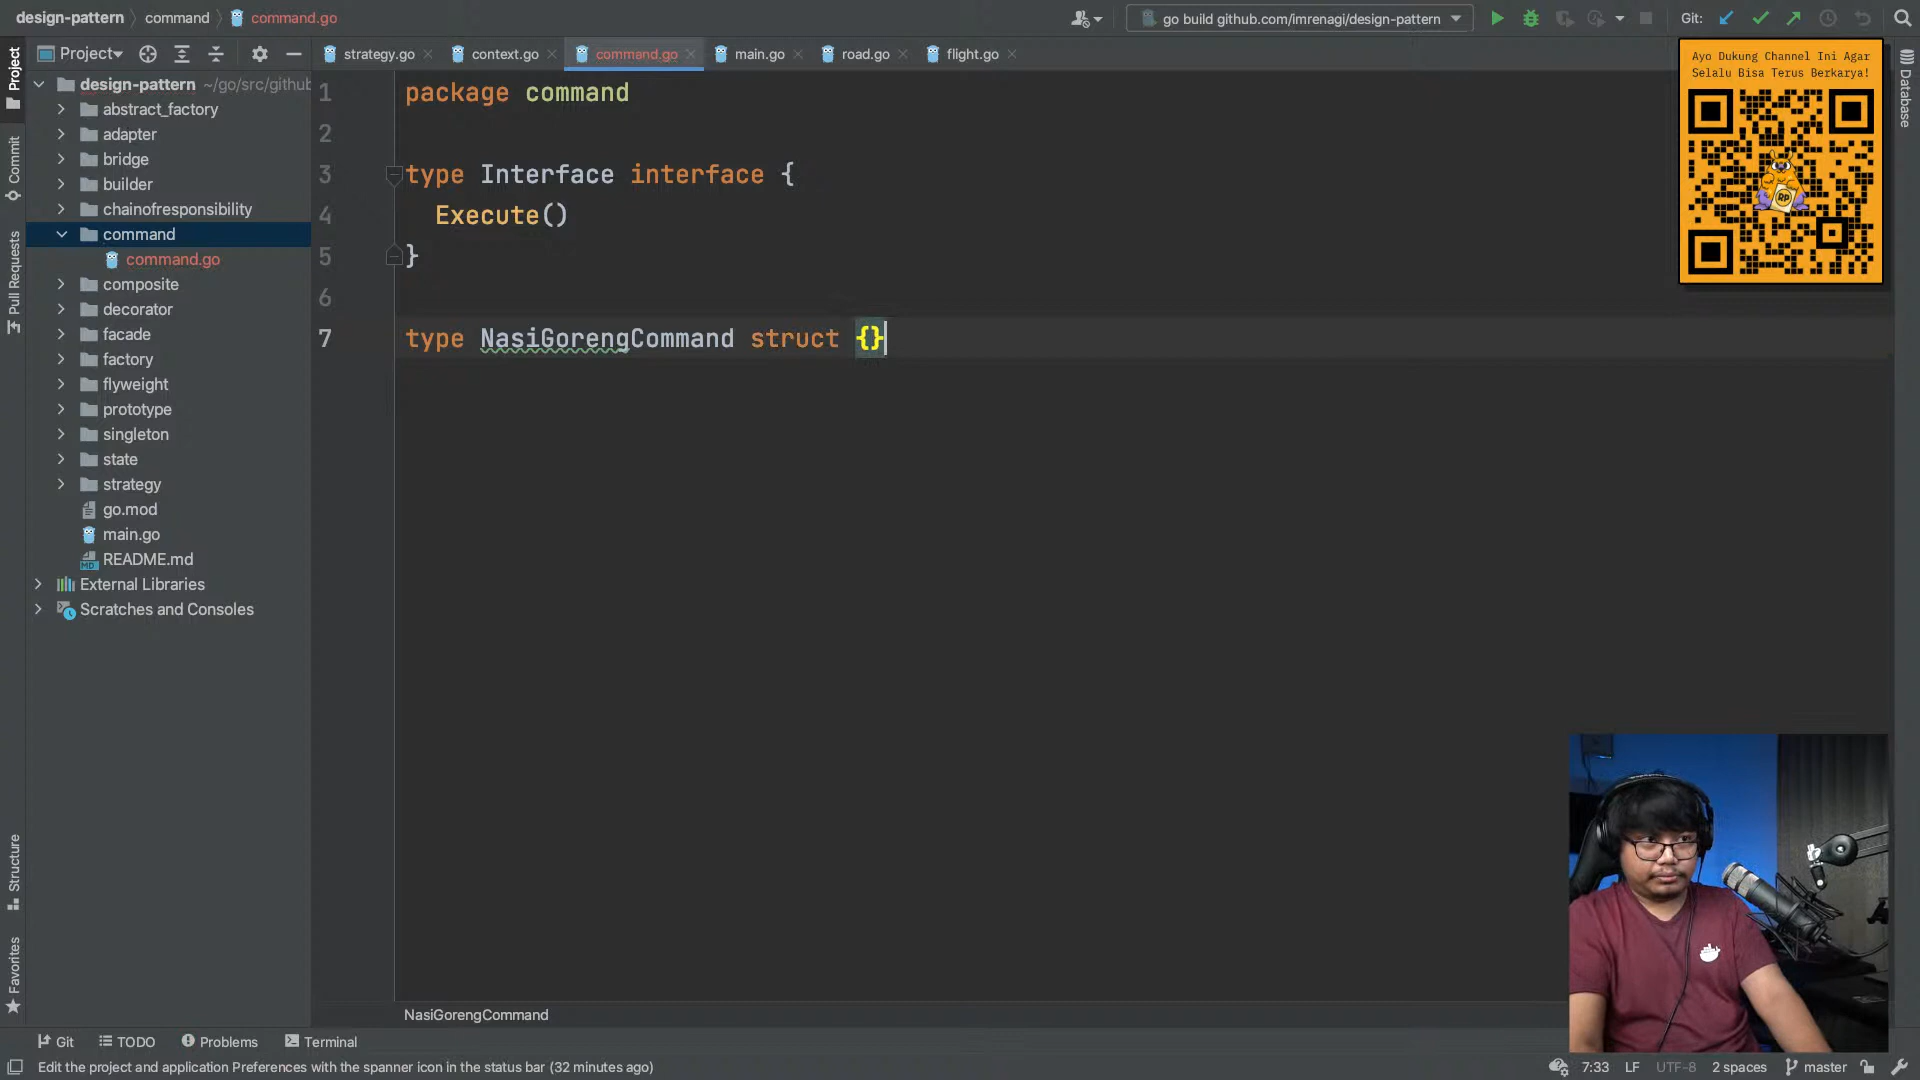 design-pattern command command.go
go build github.com/imrenagi/design-pattern
Git:
Project
strategy.go
context.go
command.go
main.go
road.go
flight.go
Ayo Dukung Channel Ini Agar
Selalu Bisa Terus Berkarya!
RP
Project
Commit
Pull Requests
Structure
Favorites
Database
design-pattern ~/go/src/github
abstract_factory
adapter
bridge
builder
chainofresponsibility
command
command.go
composite
decorator
facade
factory
flyweight
prototype
singleton
state
strategy
go.mod
main.go
MD README.md
External Libraries
Scratches and Consoles
1 package command
2
3 type Interface interface {
4 Execute()
5 }
6
7 type NasiGorengCommand struct {}
NasiGorengCommand
Git
TODO
Problems
Terminal
Edit the project and application Preferences with the spanner icon in the status bar (32 minutes ago)
7:33 LF UTF-8 2 spaces master